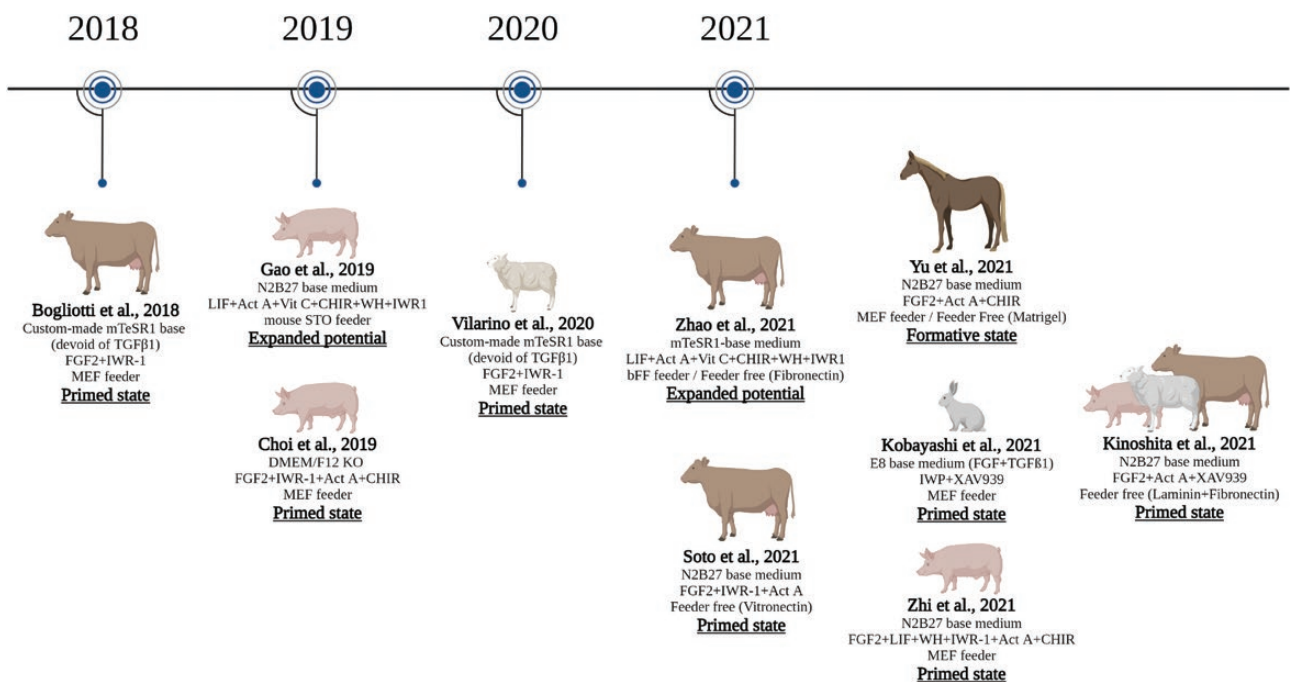 2018
2019
2020
2021
Bogliotti et al., 2018
Custom-made mTeSR1 base
(devoid of TGFβ1)
FGF2+IWR-1
MEF feeder
Primed state
Gao et al., 2019
N2B27 base medium
LIF+Act A+Vit C+CHIR+WH+IWR1
mouse STO feeder
Expanded potential
Choi et al., 2019
DMEM/F12 KO
FGF2+IWR-1+Act A+CHIR
MEF feeder
Primed state
Vilarino et al., 2020
Custom-made mTeSR1 base
(devoid of TGFβ1)
FGF2+IWR-1
MEF feeder
Primed state
Zhao et al., 2021
mTeSR1-base medium
LIF+Act A+Vit C+CHIR+WH+IWR1
bFF feeder / Feeder free (Fibronectin)
Expanded potential
Soto et al., 2021
N2B27 base medium
FGF2+IWR-1+Act A
Feeder free (Vitronectin)
Primed state
Yu et al., 2021
N2B27 base medium
FGF2+Act A+CHIR
MEF feeder / Feeder Free (Matrigel)
Formative state
Kobayashi et al., 2021
E8 base medium (FGF+TGFß1)
IWP+XAV939
MEF feeder
Primed state
Zhi et al., 2021
N2B27 base medium
FGF2+LIF+WH+IWR-1+Act A+CHIR
MEF feeder
Primed state
Kinoshita et al., 2021
N2B27 base medium
FGF2+Act A+XAV939
Feeder free (Laminin+Fibronectin)
Primed state